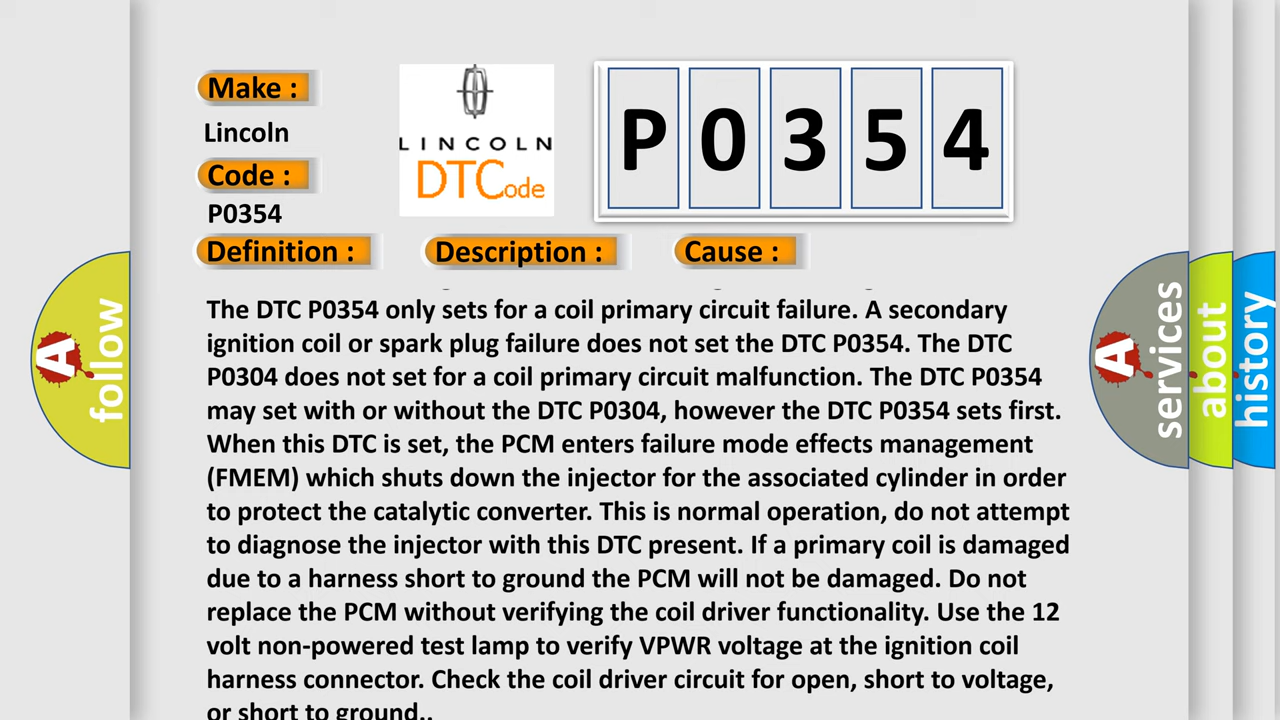 Make :
Lincoln
Code :
P0354
LINCOLN
DTCode
P0354
Definition :
Description :
Cause :
The DTC P0354 only sets for a coil primary circuit failure. A secondary
ignition coil or spark plug failure does not set the DTC P0354. The DTC
P0304 does not set for a coil primary circuit malfunction. The DTC P0354
may set with or without the DTC P0304, however the DTC P0354 sets first.
When this DTC is set, the PCM enters failure mode effects management
(FMEM) which shuts down the injector for the associated cylinder in order
to protect the catalytic converter. This is normal operation, do not attempt
to diagnose the injector with this DTC present. If a primary coil is damaged
due to a harness short to ground the PCM will not be damaged. Do not
replace the PCM without verifying the coil driver functionality. Use the 12
volt non-powered test lamp to verify VPWR voltage at the ignition coil
harness connector. Check the coil driver circuit for open, short to voltage,
or short to ground..
A
follow
A
services
about
history